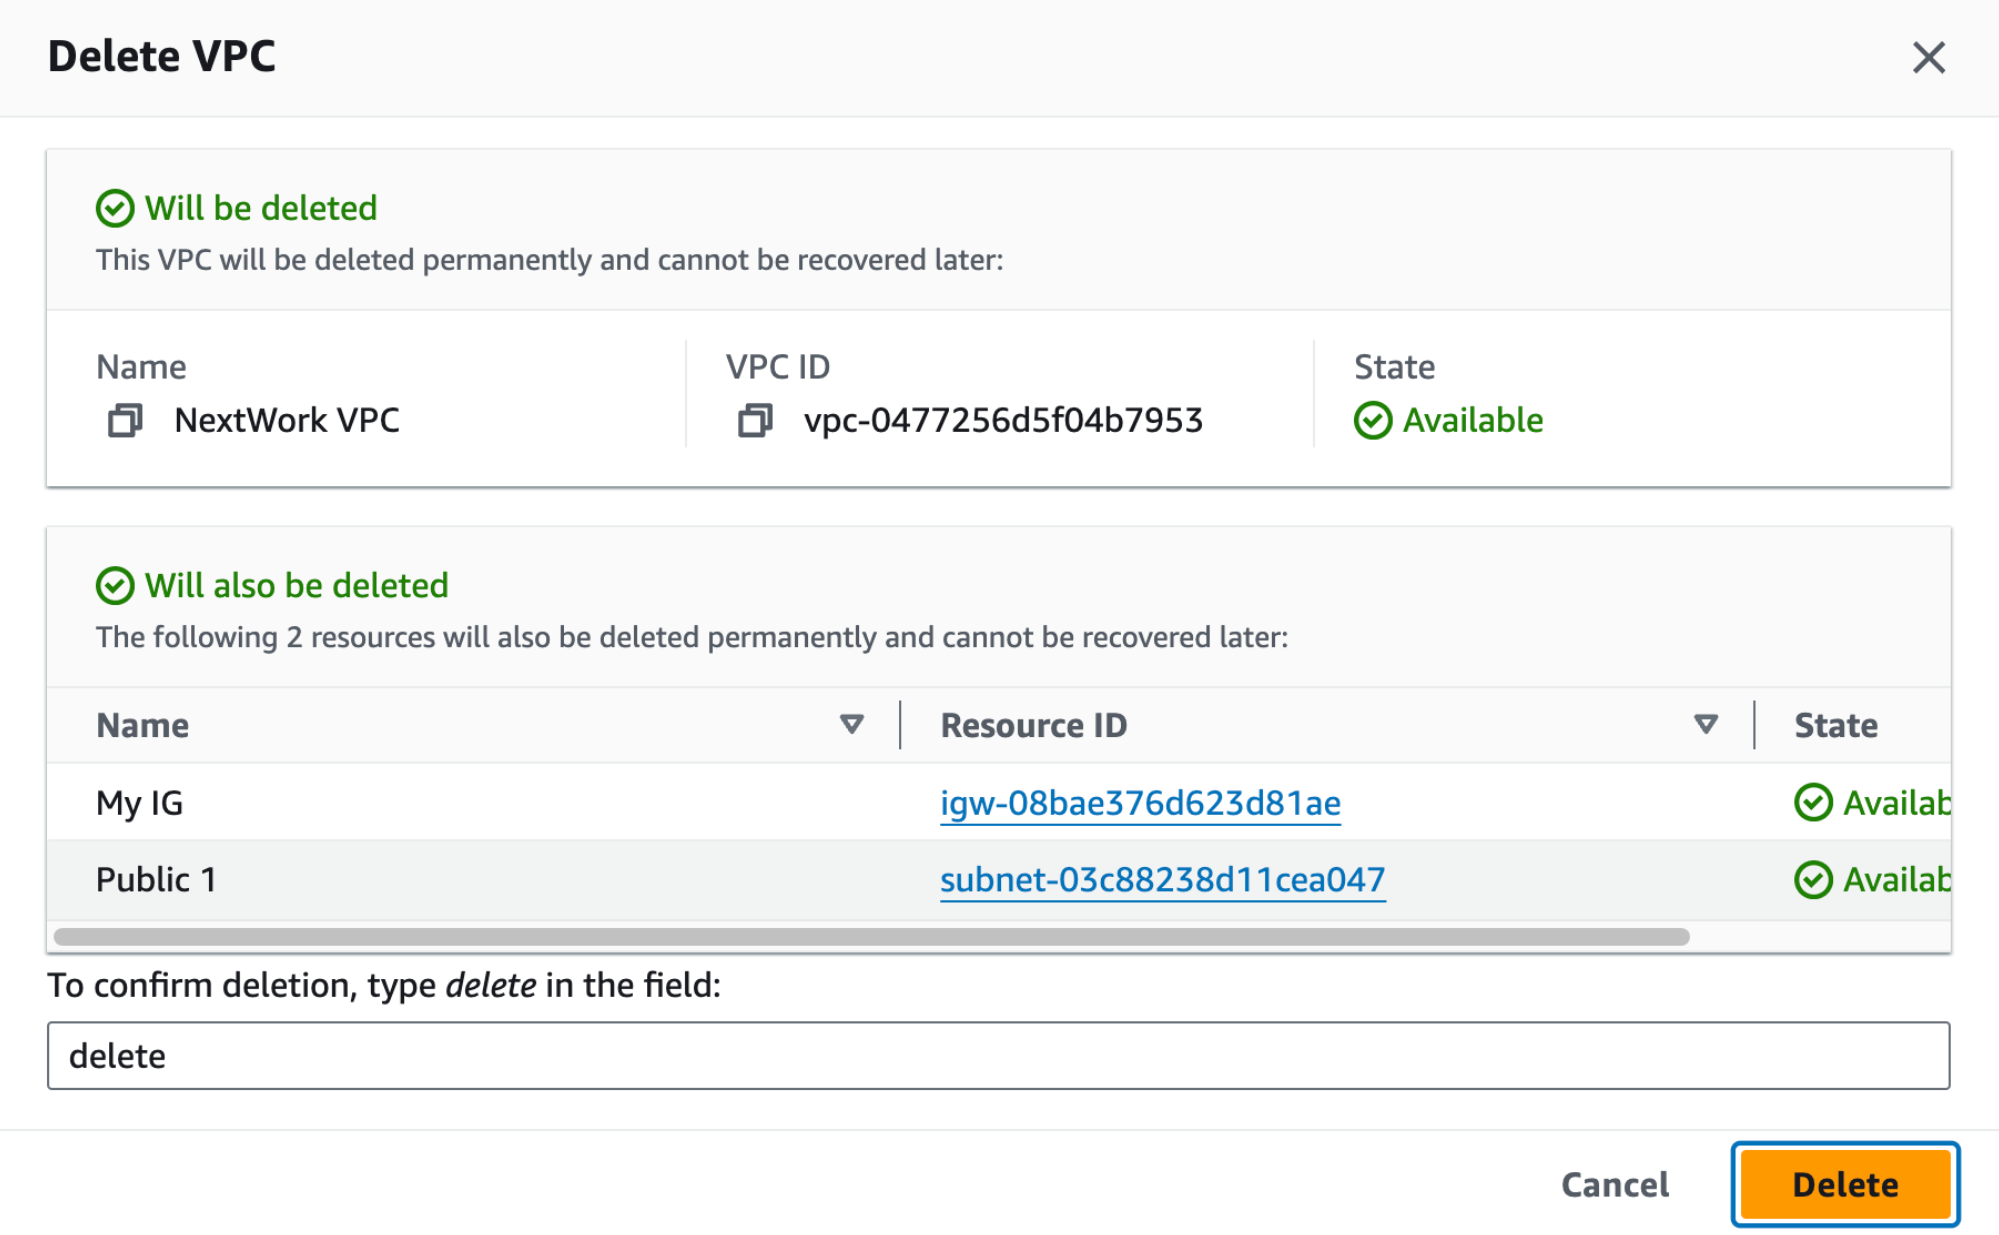 Delete VPC
Will be deleted
This VPC will be deleted permanently and cannot be recovered later:
Name VPC ID State
NextWork VPC vpc-0477256d5f04b7953 Available
Will also be deleted
The following 2 resources will also be deleted permanently and cannot be recovered later:
Name Resource ID State
My IG igw-08bae376d623d81ae Availab
Public 1 subnet-03c88238d11cea047 Availab
To confirm deletion, type delete in the field:
delete
Cancel Delete